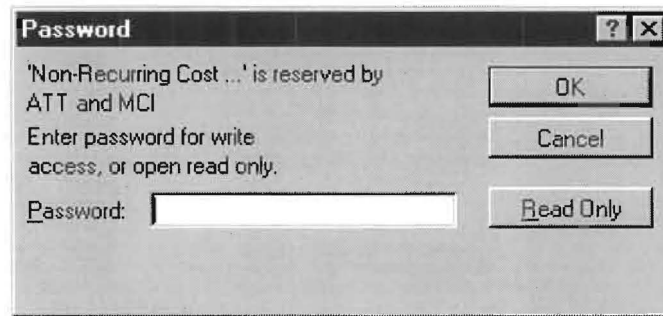 Password
? X
'Non-Recurring Cost ...' is reserved by
ATT and MCI
OK
Enter password for write
access, or open read only.
Cancel
Password:
Read Only